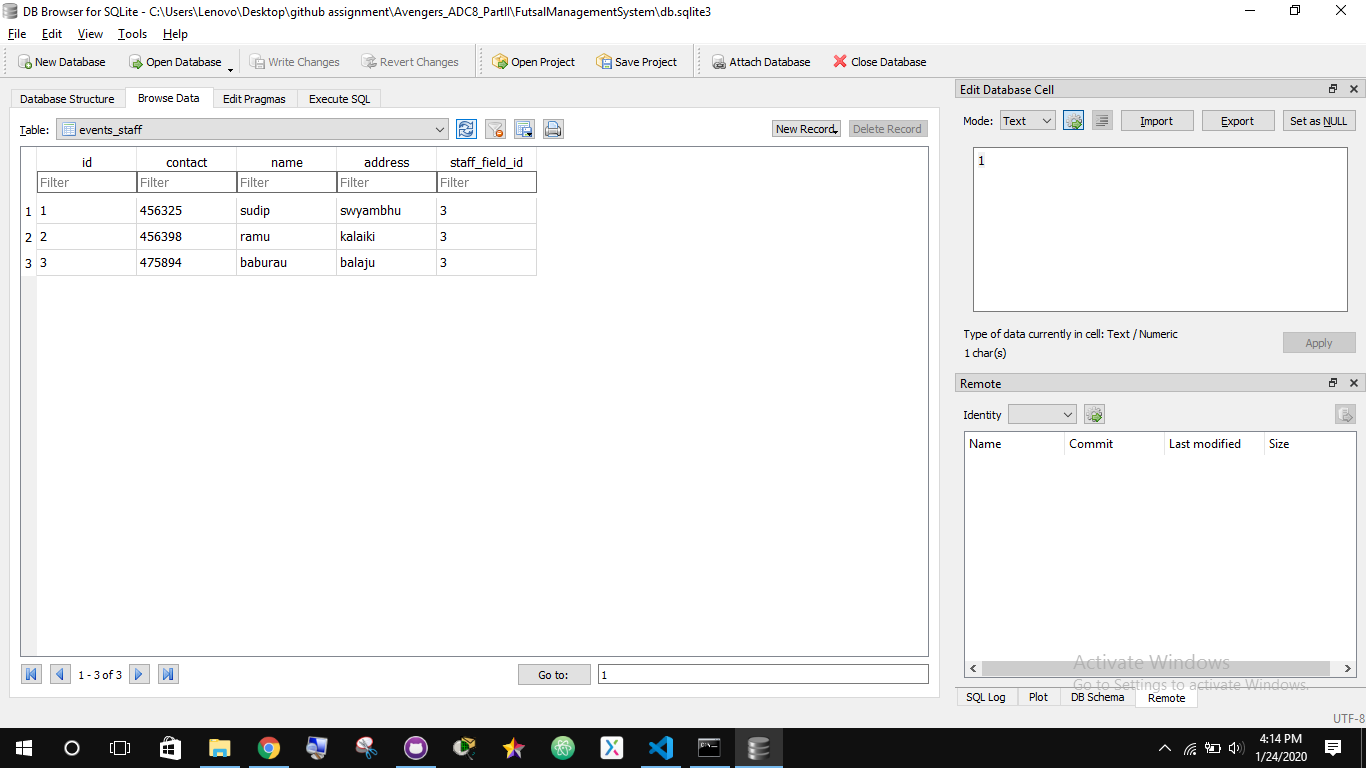 DB Browser for SQLite - C:\Users\Lenovo\Desktop\github assignment\Avengers_ADC8_PartII\FutsalManagementSystem\db.sqlite3
File Edit View Tools Help
New Database Open Database Write Changes Revert Changes Open Project Save Project Attach Database Close Database
Database Structure Browse Data Edit Pragmas Execute SQL
Table: events_staff New Record Delete Record
id contact name address staff_field_id
Filter Filter Filter Filter Filter
1 1 456325 sudip swyambhu 3
2 2 456398 ramu kalaiki 3
3 3 475894 baburau balaju 3
1 - 3 of 3 Go to: 1
Edit Database Cell
Mode: Text Import Export Set as NULL
1
Type of data currently in cell: Text / Numeric
1 char(s)
Apply
Remote
Identity
Name Commit Last modified Size
Activate Windows
Go to Settings to activate Windows.
SQL Log Plot DB Schema Remote
UTF-8
4:14 PM
1/24/2020